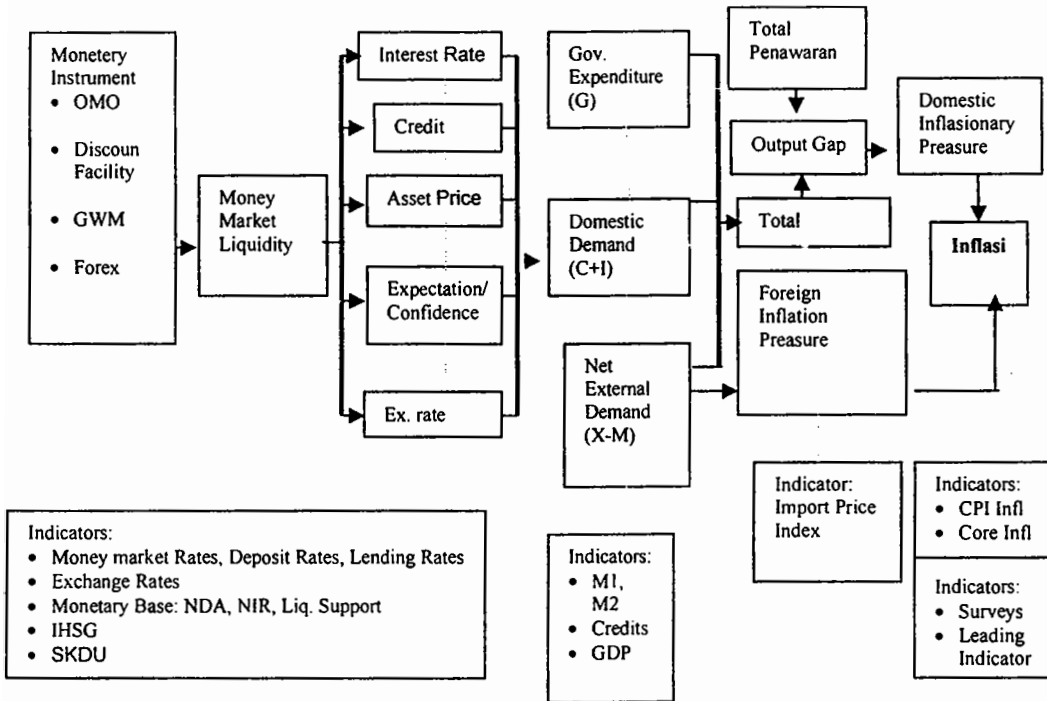 Monetery
Instrument
• OMO
• Discoun
Facility
• GWM
• Forex
Money
Market
Liquidity
Interest Rate
Credit
Asset Price
Expectation/
Confidence
Ex. rate
Gov.
Expenditure
(G)
Domestic
Demand
(C+I)
Net
External
Demand
(X-M)
Total
Penawaran
Output Gap
Total
Domestic
Inflasionary
Preasure
Inflasi
Foreign
Inflation
Preasure
Indicators:
• Money market Rates, Deposit Rates, Lending Rates
• Exchange Rates
• Monetary Base: NDA, NIR, Liq. Support
• IHSG
• SKDU
Indicators:
• M1,
M2
• Credits
• GDP
Indicator:
Import Price
Index
Indicators:
• CPI Infl
• Core Infl
Indicators:
• Surveys
• Leading
Indicator